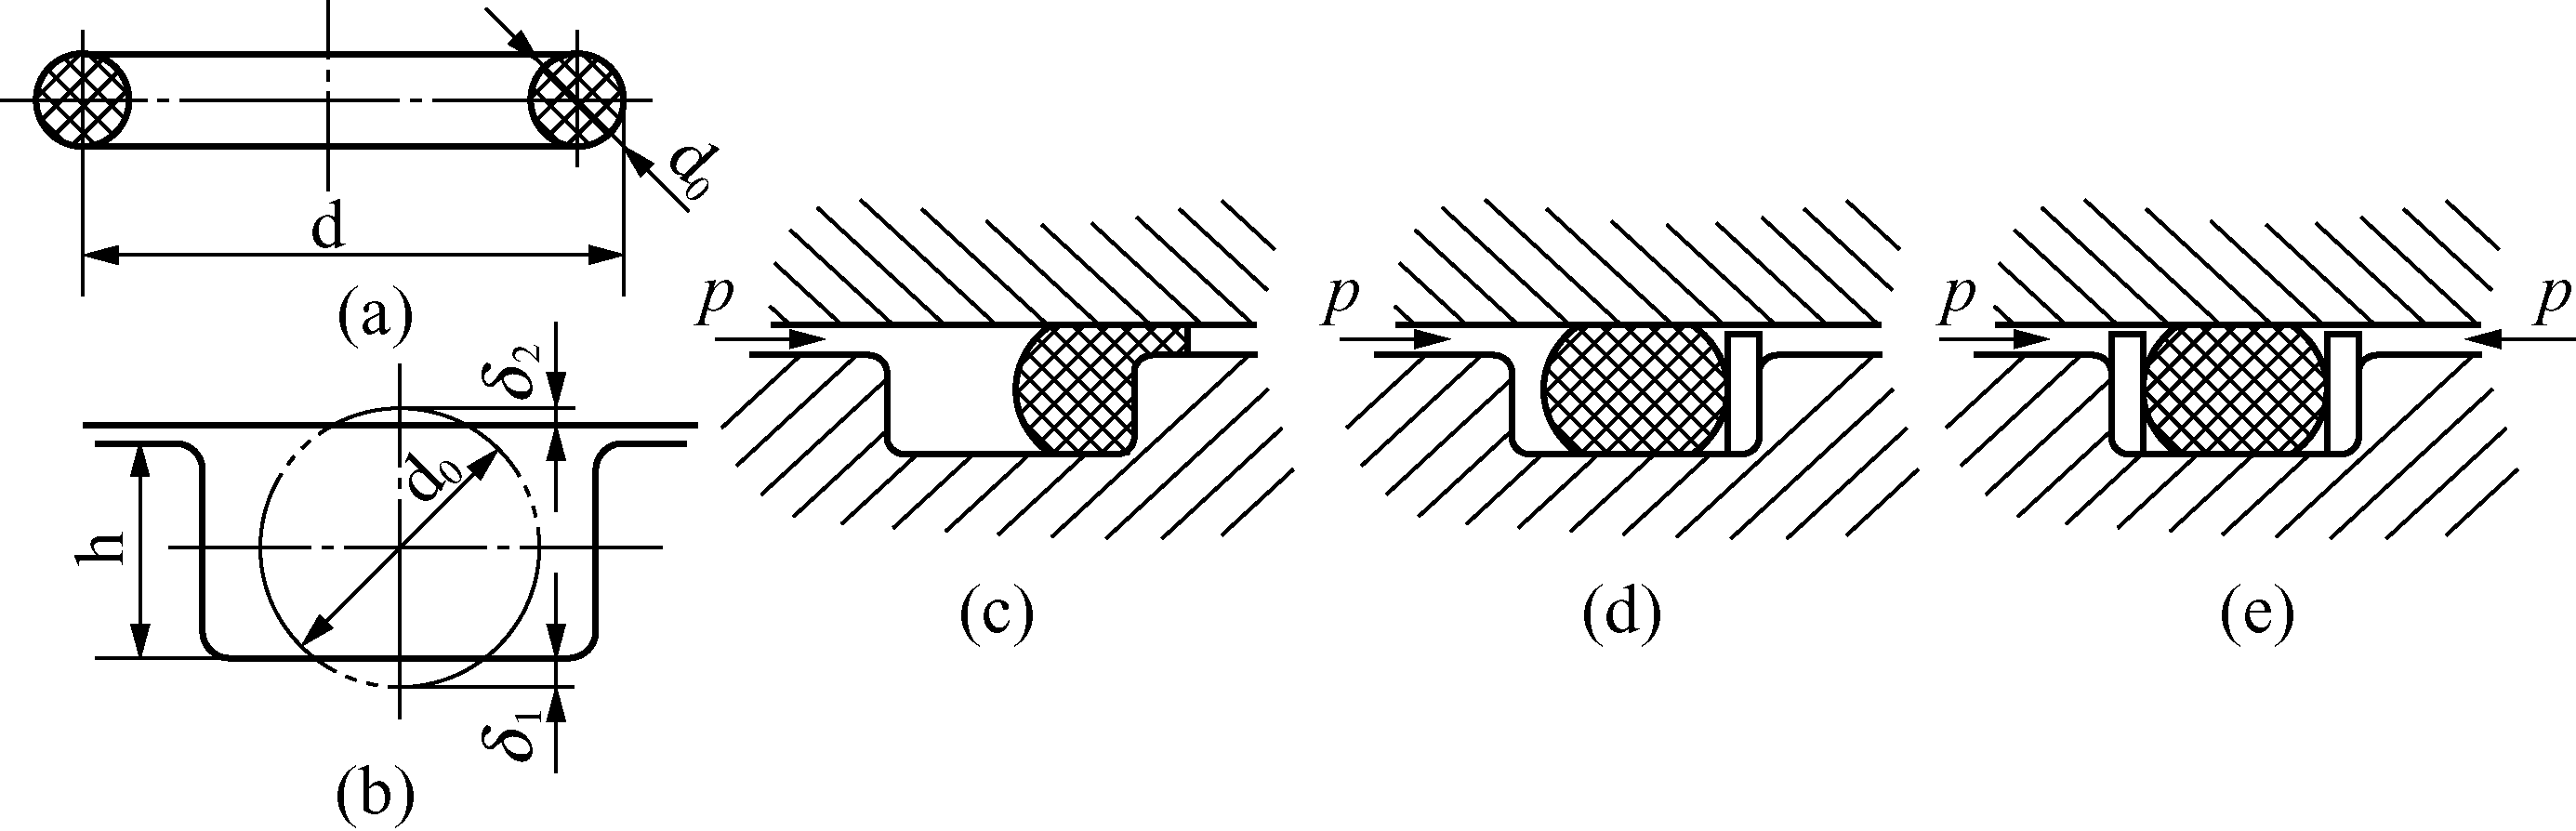 d₀
d
(a)
δ₂
d₀
h
δ₁
(b)
p
(c)
p
(d)
p
p
(e)